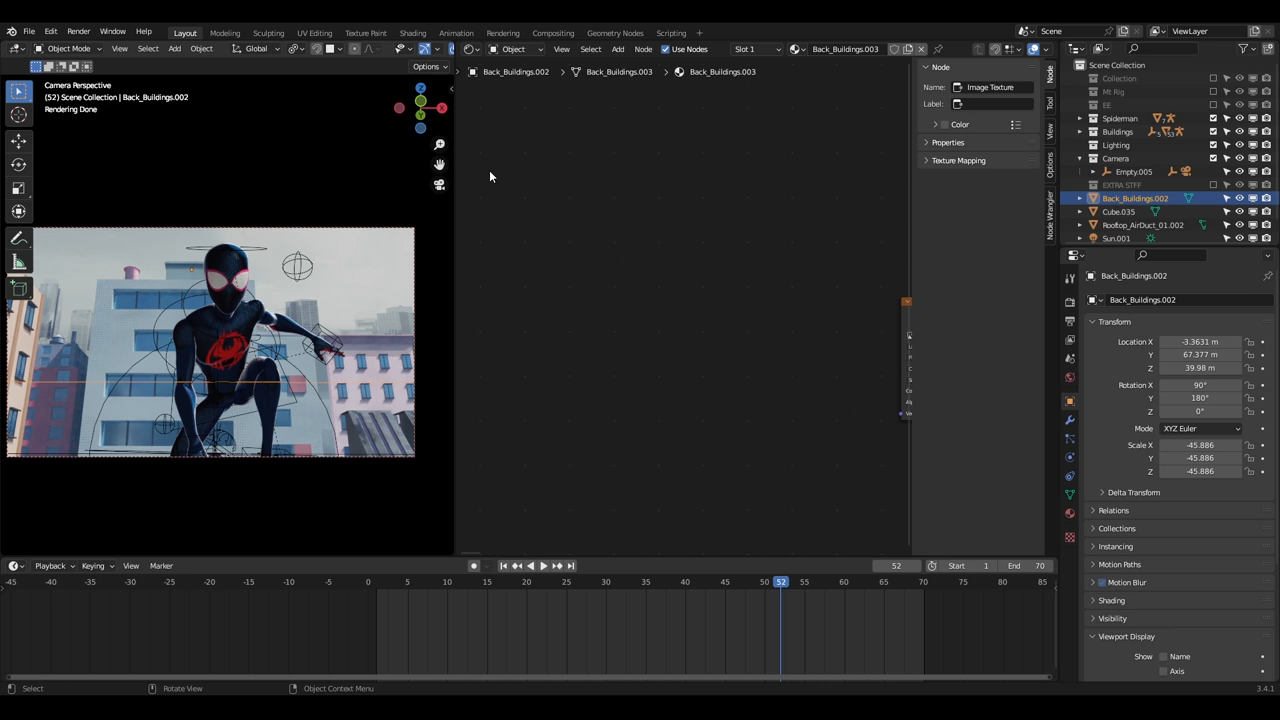 File Edit Render Window Help Layout Modeling Sculpting UV Editing Texture Paint Shading Animation Rendering Compositing Geometry Nodes Scripting + Scene ViewLayer
Object Mode View Select Add Object Global Object View Select Add Node Use Nodes Slot 1 Back_Buildings.003
Options
Back_Buildings.002 > Back_Buildings.003 > Back_Buildings.003
Camera Perspective
(52) Scene Collection | Back_Buildings.002
Rendering Done
Z
X
Y
Node
Name: Image Texture
Label:
Color
Properties
Texture Mapping
Node
Tool
View
Options
Node Wrangler
Scene Collection
Collection
Mt Rig
EE
Spiderman
Buildings
Lighting
Camera
Empty.005
EXTRA STFF
Back_Buildings.002
Cube.035
Rooftop_AirDuct_01.002
Sun.001
Back_Buildings.002
Back_Buildings.002
Transform
Location X -3.3631 m
Y 67.377 m
Z 39.98 m
Rotation X 90°
Y 180°
Z 0°
Mode XYZ Euler
Scale X -45.886
Y -45.886
Z -45.886
Delta Transform
Relations
Collections
Instancing
Motion Paths
Motion Blur
Shading
Visibility
Viewport Display
Show Name
Axis
Playback Keying View Marker 52 Start 1 End 70
-45 -40 -35 -30 -25 -20 -15 -10 -5 0 5 10 15 20 25 30 35 40 45 50 52 55 60 65 70 75 80 85
Select Rotate View Object Context Menu 3.4.1